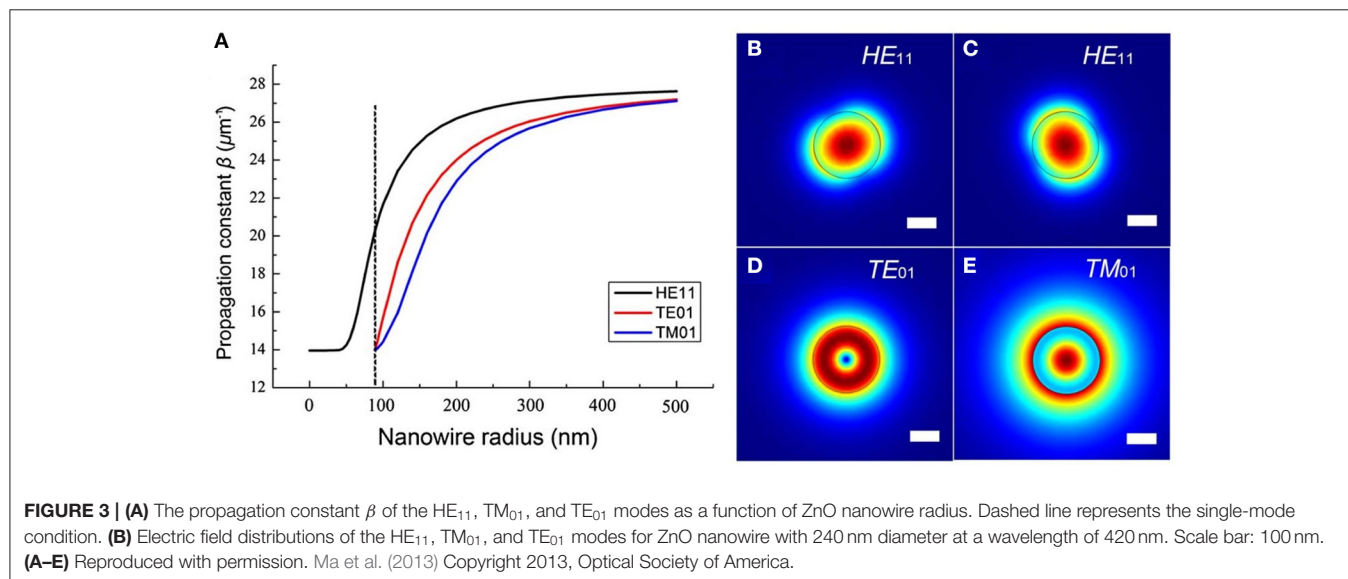 A
Propagation constant β (μm⁻¹)
28
26
24
22
20
18
16
14
12
0
100
200
300
400
500
Nanowire radius (nm)
HE11
TE01
TM01
B
HE₁₁
C
HE₁₁
D
TE₀₁
E
TM₀₁
FIGURE 3 | (A) The propagation constant β of the HE₁₁, TM₀₁, and TE₀₁ modes as a function of ZnO nanowire radius. Dashed line represents the single-mode
condition. (B) Electric field distributions of the HE₁₁, TM₀₁, and TE₀₁ modes for ZnO nanowire with 240 nm diameter at a wavelength of 420 nm. Scale bar: 100 nm.
(A–E) Reproduced with permission. Ma et al. (2013) Copyright 2013, Optical Society of America.